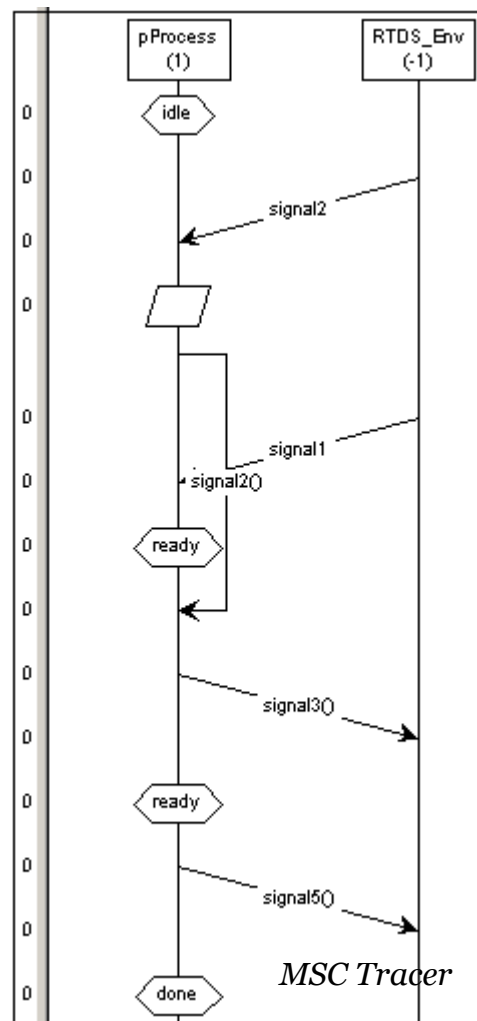 pProcess
(1)
RTDS_Env
(-1)
0
idle
0
signal2
0
0
0
signal1
0
signal2()
0
ready
0
0
signal3()
0
0
ready
0
signal5()
0
0
done
MSC Tracer